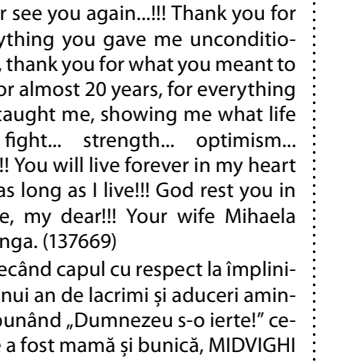 r see you again...!!! Thank you for
ything you gave me unconditio-
, thank you for what you meant to
or almost 20 years, for everything
taught me, showing me what life
fight... strength... optimism...
!! You will live forever in my heart
as long as I live!!! God rest you in
e, my dear!!! Your wife Mihaela
nga. (137669)
ecând capul cu respect la împlini-
nui an de lacrimi și aduceri amin-
punând „Dumnezeu s-o ierte!” ce-
e a fost mamă și bunică, MIDVIGHI